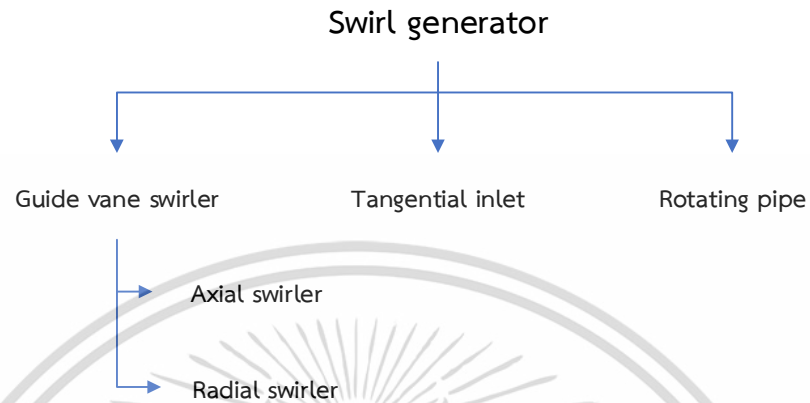 Swirl generator
Guide vane swirler
Tangential inlet
Rotating pipe
Axial swirler
Radial swirler